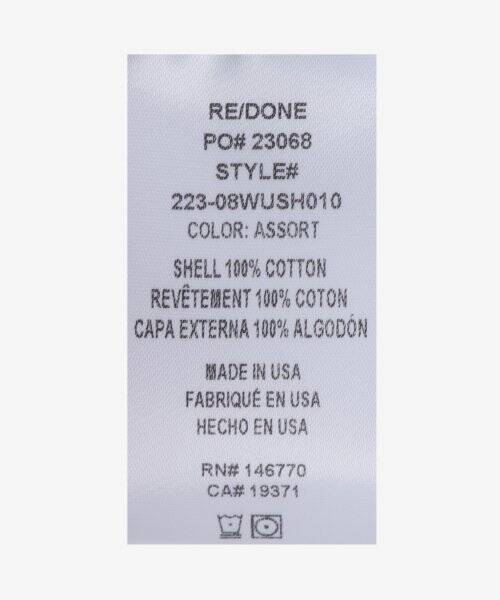 RE/DONE
PO# 23068
STYLE#
223-08WUSH010
COLOR: ASSORT
SHELL 100% COTTON
REVÊTEMENT 100% COTON
CAPA EXTERNA 100% ALGODÓN
MADE IN USA
FABRIQUÉ EN USA
HECHO EN USA
RN# 146770
CA# 19371